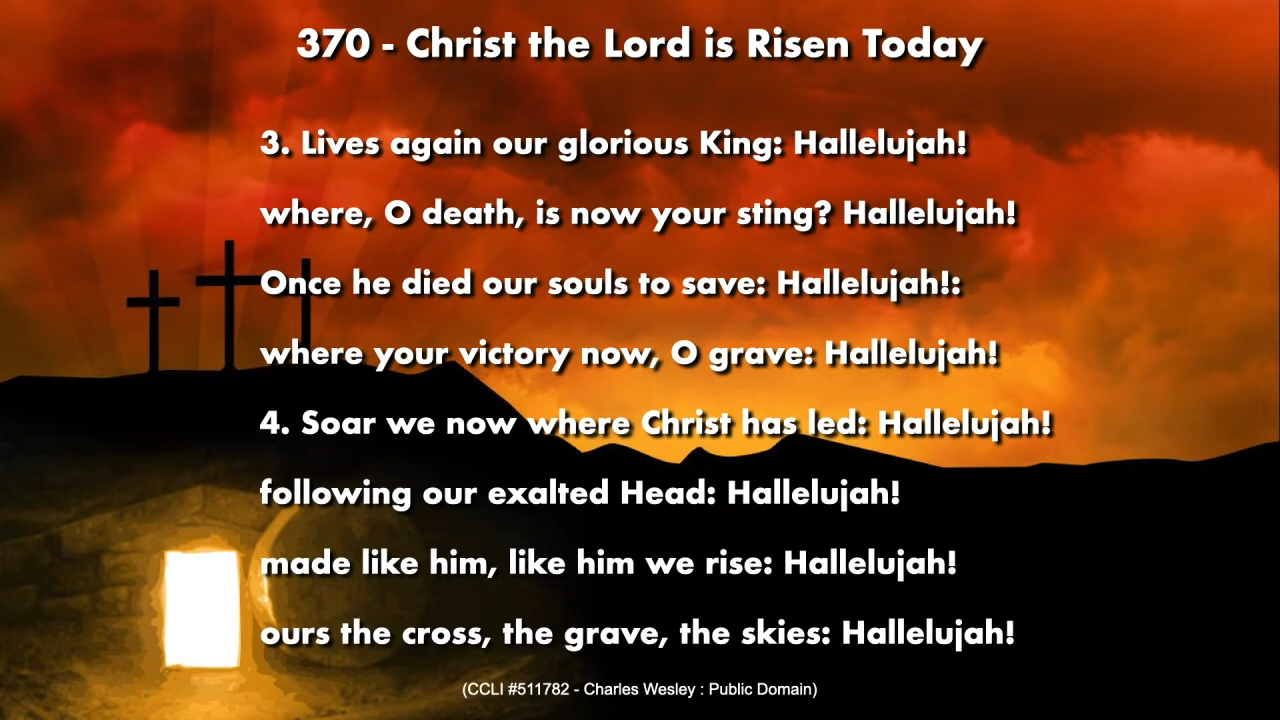 370 - Christ the Lord is Risen Today
3. Lives again our glorious King: Hallelujah!
where, O death, is now your sting? Hallelujah!
Once he died our souls to save: Hallelujah!:
where your victory now, O grave: Hallelujah!
4. Soar we now where Christ has led: Hallelujah!
following our exalted Head: Hallelujah!
made like him, like him we rise: Hallelujah!
ours the cross, the grave, the skies: Hallelujah!
(CCLI #511782 - Charles Wesley : Public Domain)